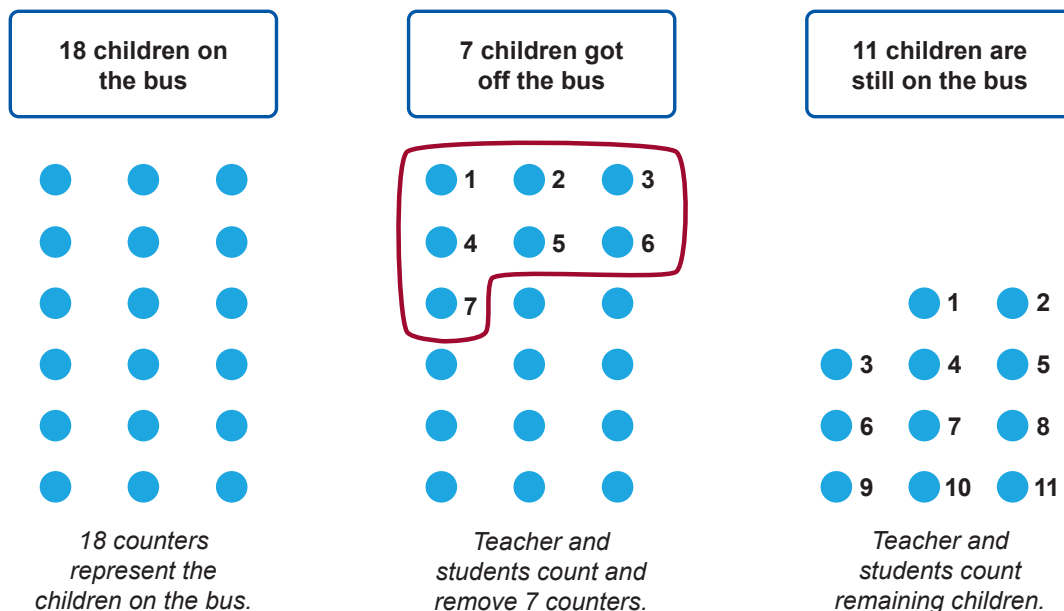 18 children on
the bus
7 children got
off the bus
11 children are
still on the bus
1 2 3
4 5 6
7
1 2
3 4 5
6 7 8
9 10 11
18 counters
represent the
children on the bus.
Teacher and
students count and
remove 7 counters.
Teacher and
students count
remaining children.